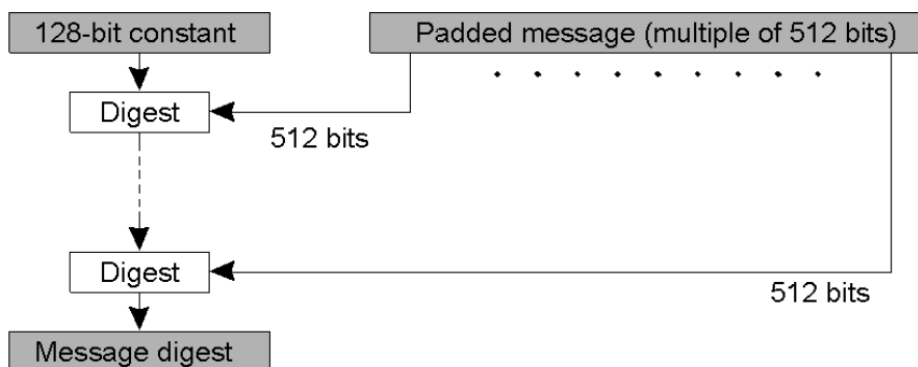 128-bit constant
Padded message (multiple of 512 bits)
Digest
512 bits
Digest
512 bits
Message digest